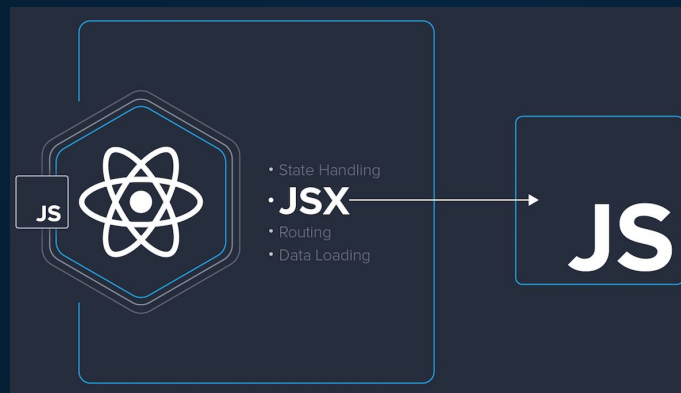 JS
• State Handling
• JSX
• Routing
• Data Loading
JS